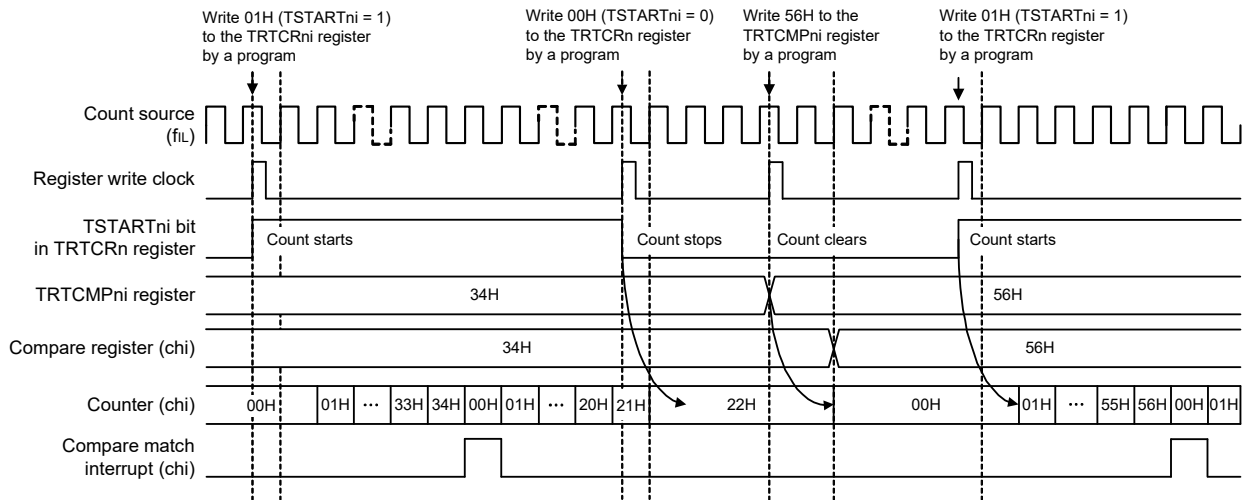 Write 01H (TSTARTni = 1)
to the TRTCRni register
by a program
Write 00H (TSTARTni = 0)
to the TRTCRn register
by a program
Write 56H to the
TRTCMPni register
by a program
Write 01H (TSTARTni = 1)
to the TRTCRn register
by a program
Count source
(fIL)
Register write clock
TSTARTni bit
in TRTCRn register
Count starts
Count stops
Count clears
Count starts
TRTCMPni register
34H
56H
Compare register (chi)
34H
56H
Counter (chi)
00H
01H
...
33H
34H
00H
01H
...
20H
21H
22H
00H
01H
...
55H
56H
00H
01H
Compare match
interrupt (chi)